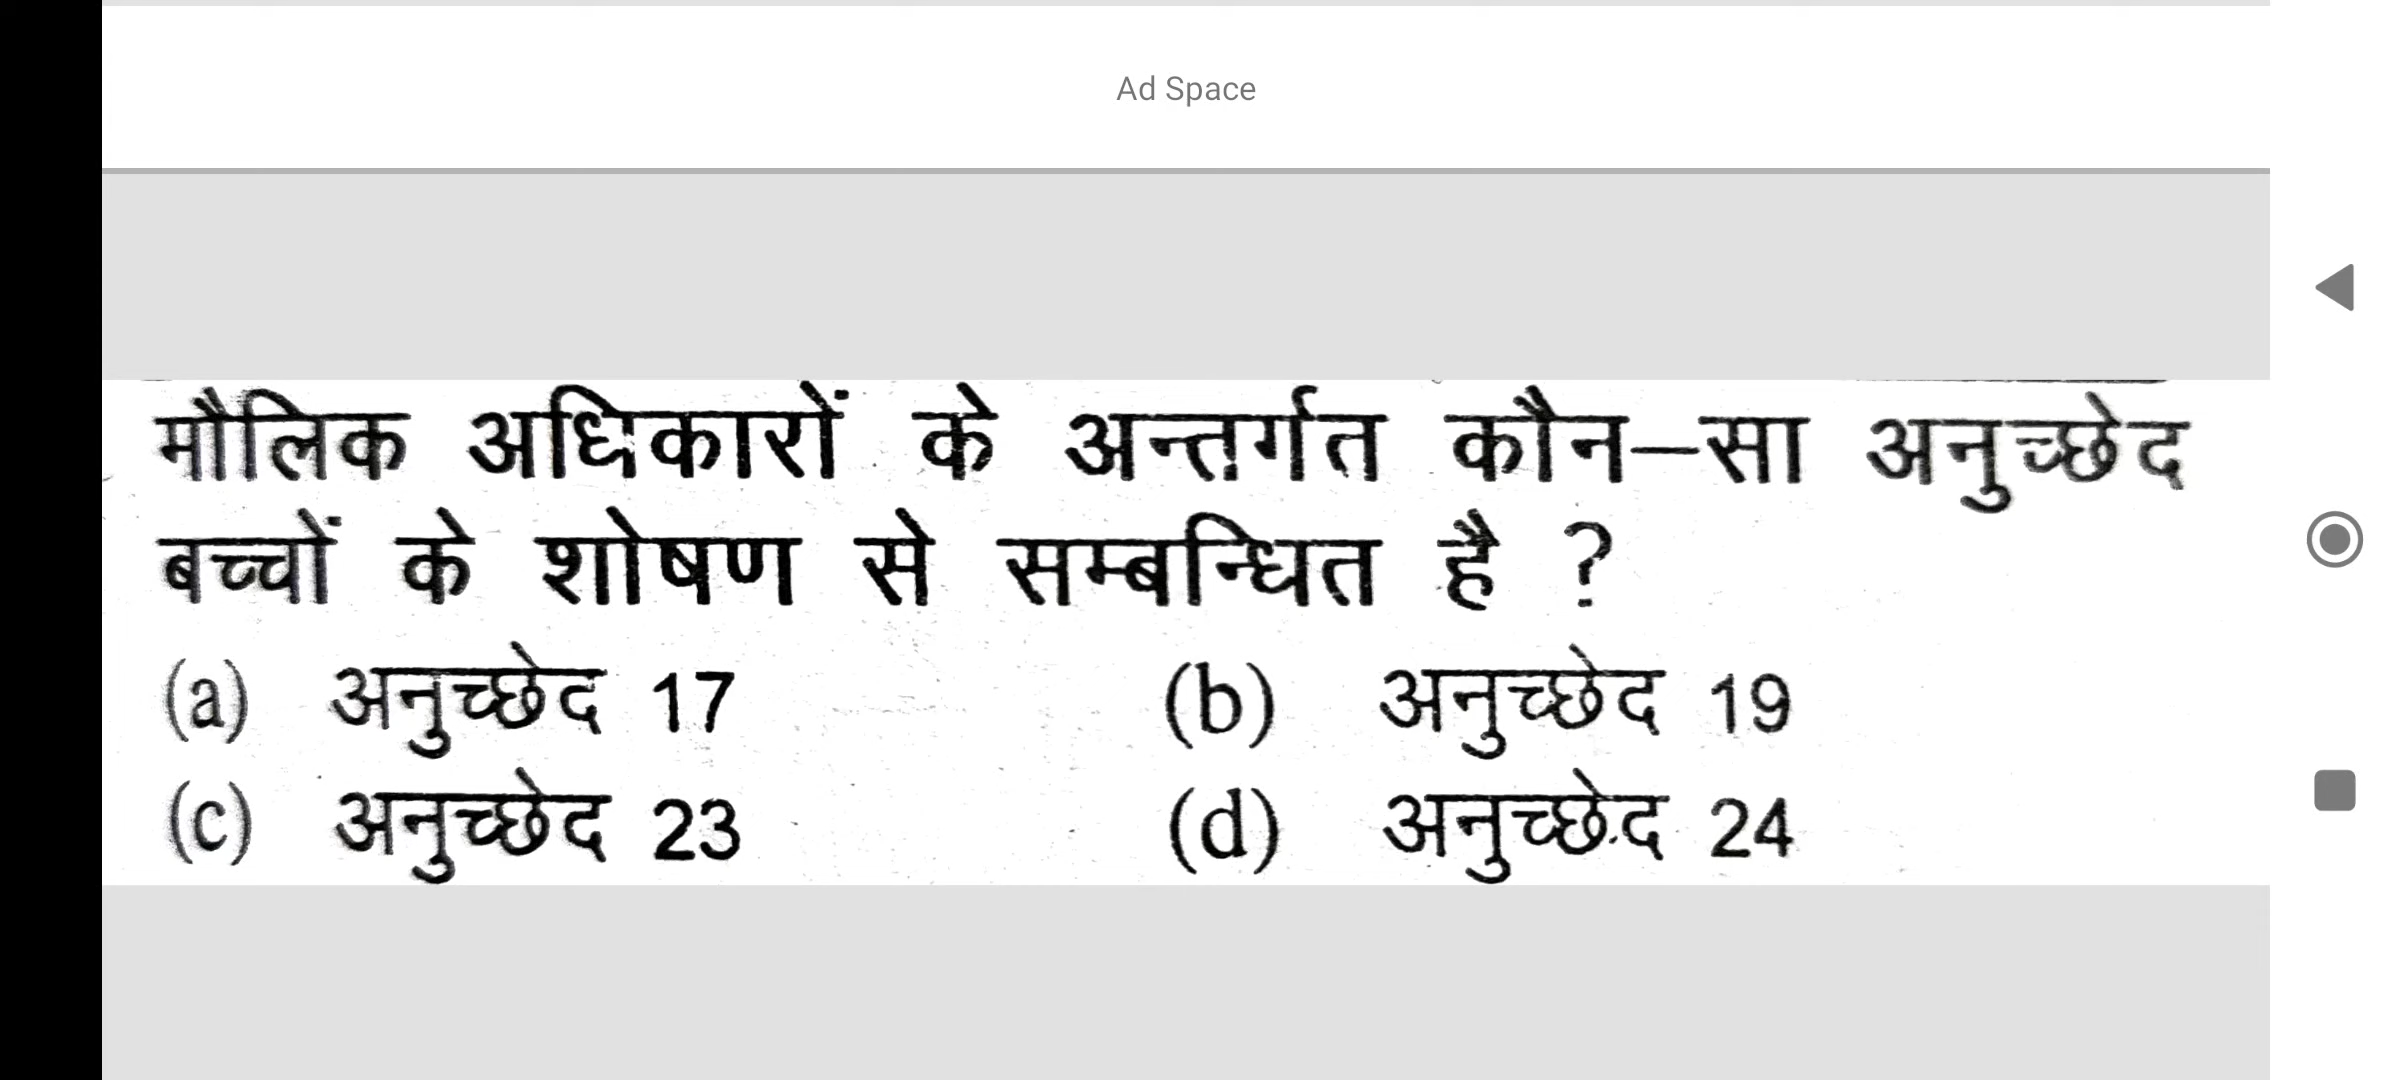 Ad Space
मौलिक अधिकारों के अन्तर्गत कौन–सा अनुच्छेद
बच्चों के शोषण से सम्बन्धित है ?
(a) अनुच्छेद 17 (b) अनुच्छेद 19
(c) अनुच्छेद 23 (d) अनुच्छेद 24